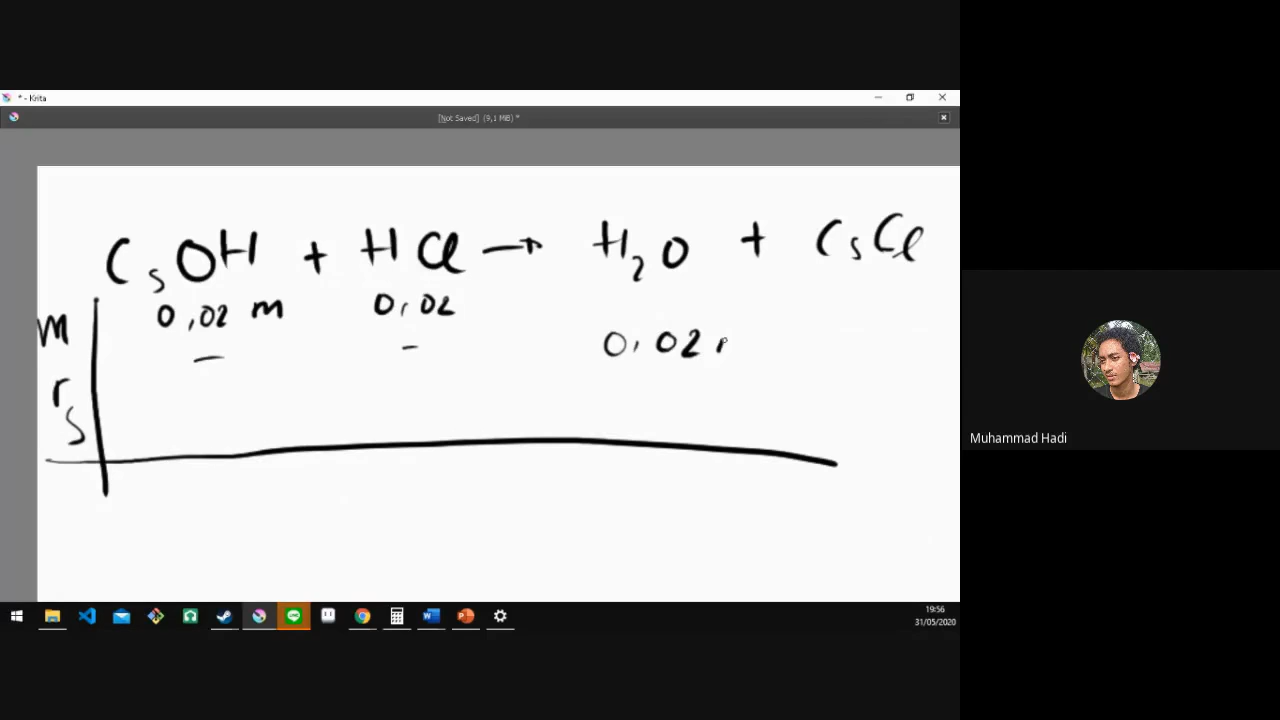 * - Krita
[Not Saved] (9,1 MiB) *
CsOH + HCl → H2O + CsCl
m 0,02 m 0,02
- - 0,02
r
s
Muhammad Hadi
19:56
31/05/2020